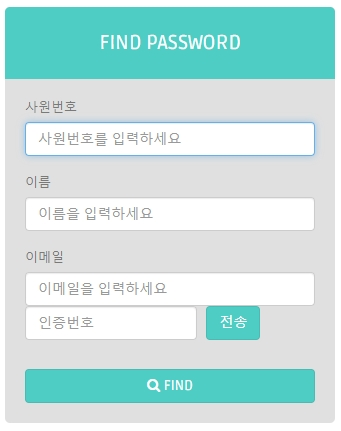 FIND PASSWORD
사원번호
사원번호를 입력하세요
이름
이름을 입력하세요
이메일
이메일을 입력하세요
인증번호 전송
FIND